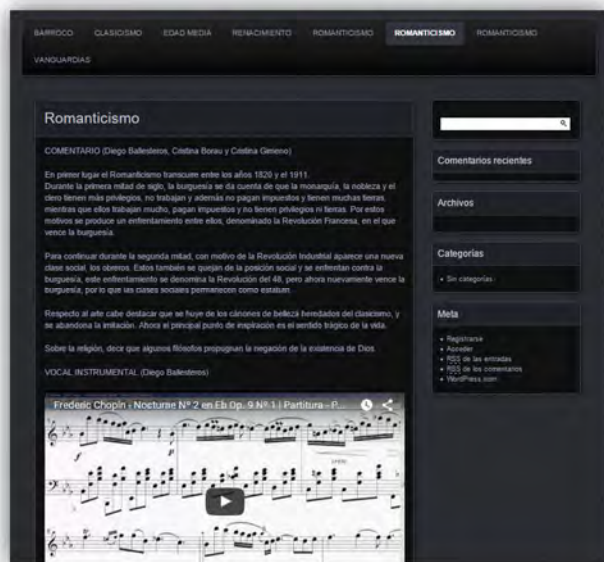 BARROCO CLASICISMO EDAD MEDIA RENACIMIENTO ROMANTICISMO ROMANTICISMO ROMANTICISMO
VANGUARDIAS
Romanticismo
COMENTARIO (Diego Ballesteros, Cristina Borau y Cristina Gimeno)
En primer lugar el Romanticismo transcurre entre los años 1820 y el 1911.
Durante la primera mitad de siglo, la burguesía se da cuenta de que la monarquía, la nobleza y el
clero tienen más privilegios, no trabajan y además no pagan impuestos y tienen muchas tierras,
mientras que ellos trabajan mucho, pagan impuestos y no tienen privilegios ni tierras. Por estos
motivos se produce un enfrentamiento entre ellos, denominado la Revolución Francesa, en el que
vence la burguesía.
Para continuar durante la segunda mitad, con motivo de la Revolución Industrial aparece una nueva
clase social, los obreros. Estos también se quejan de la posición social y se enfrentan contra la
burguesía, este enfrentamiento se denomina la Revolución del 48, pero ahora nuevamente vence la
burguesía, por lo que las clases sociales permanecen como estaban.
Respecto al arte cabe destacar que se huye de los cánones de belleza heredados del clasicismo, y
se abandona la imitación. Ahora el principal punto de inspiración es el sentido trágico de la vida.
Sobre la religión, decir que algunos filósofos propugnan la negación de la existencia de Dios.
VOCAL INSTRUMENTAL (Diego Ballesteros)
Frederic Chopin - Nocturne Nº 2 en Eb Op. 9 Nº 1 | Partitura - P...
Comentarios recientes
Archivos
Categorías
Sin categorías
Meta
Registrarse
Acceder
RSS de las entradas
RSS de los comentarios
WordPress.com